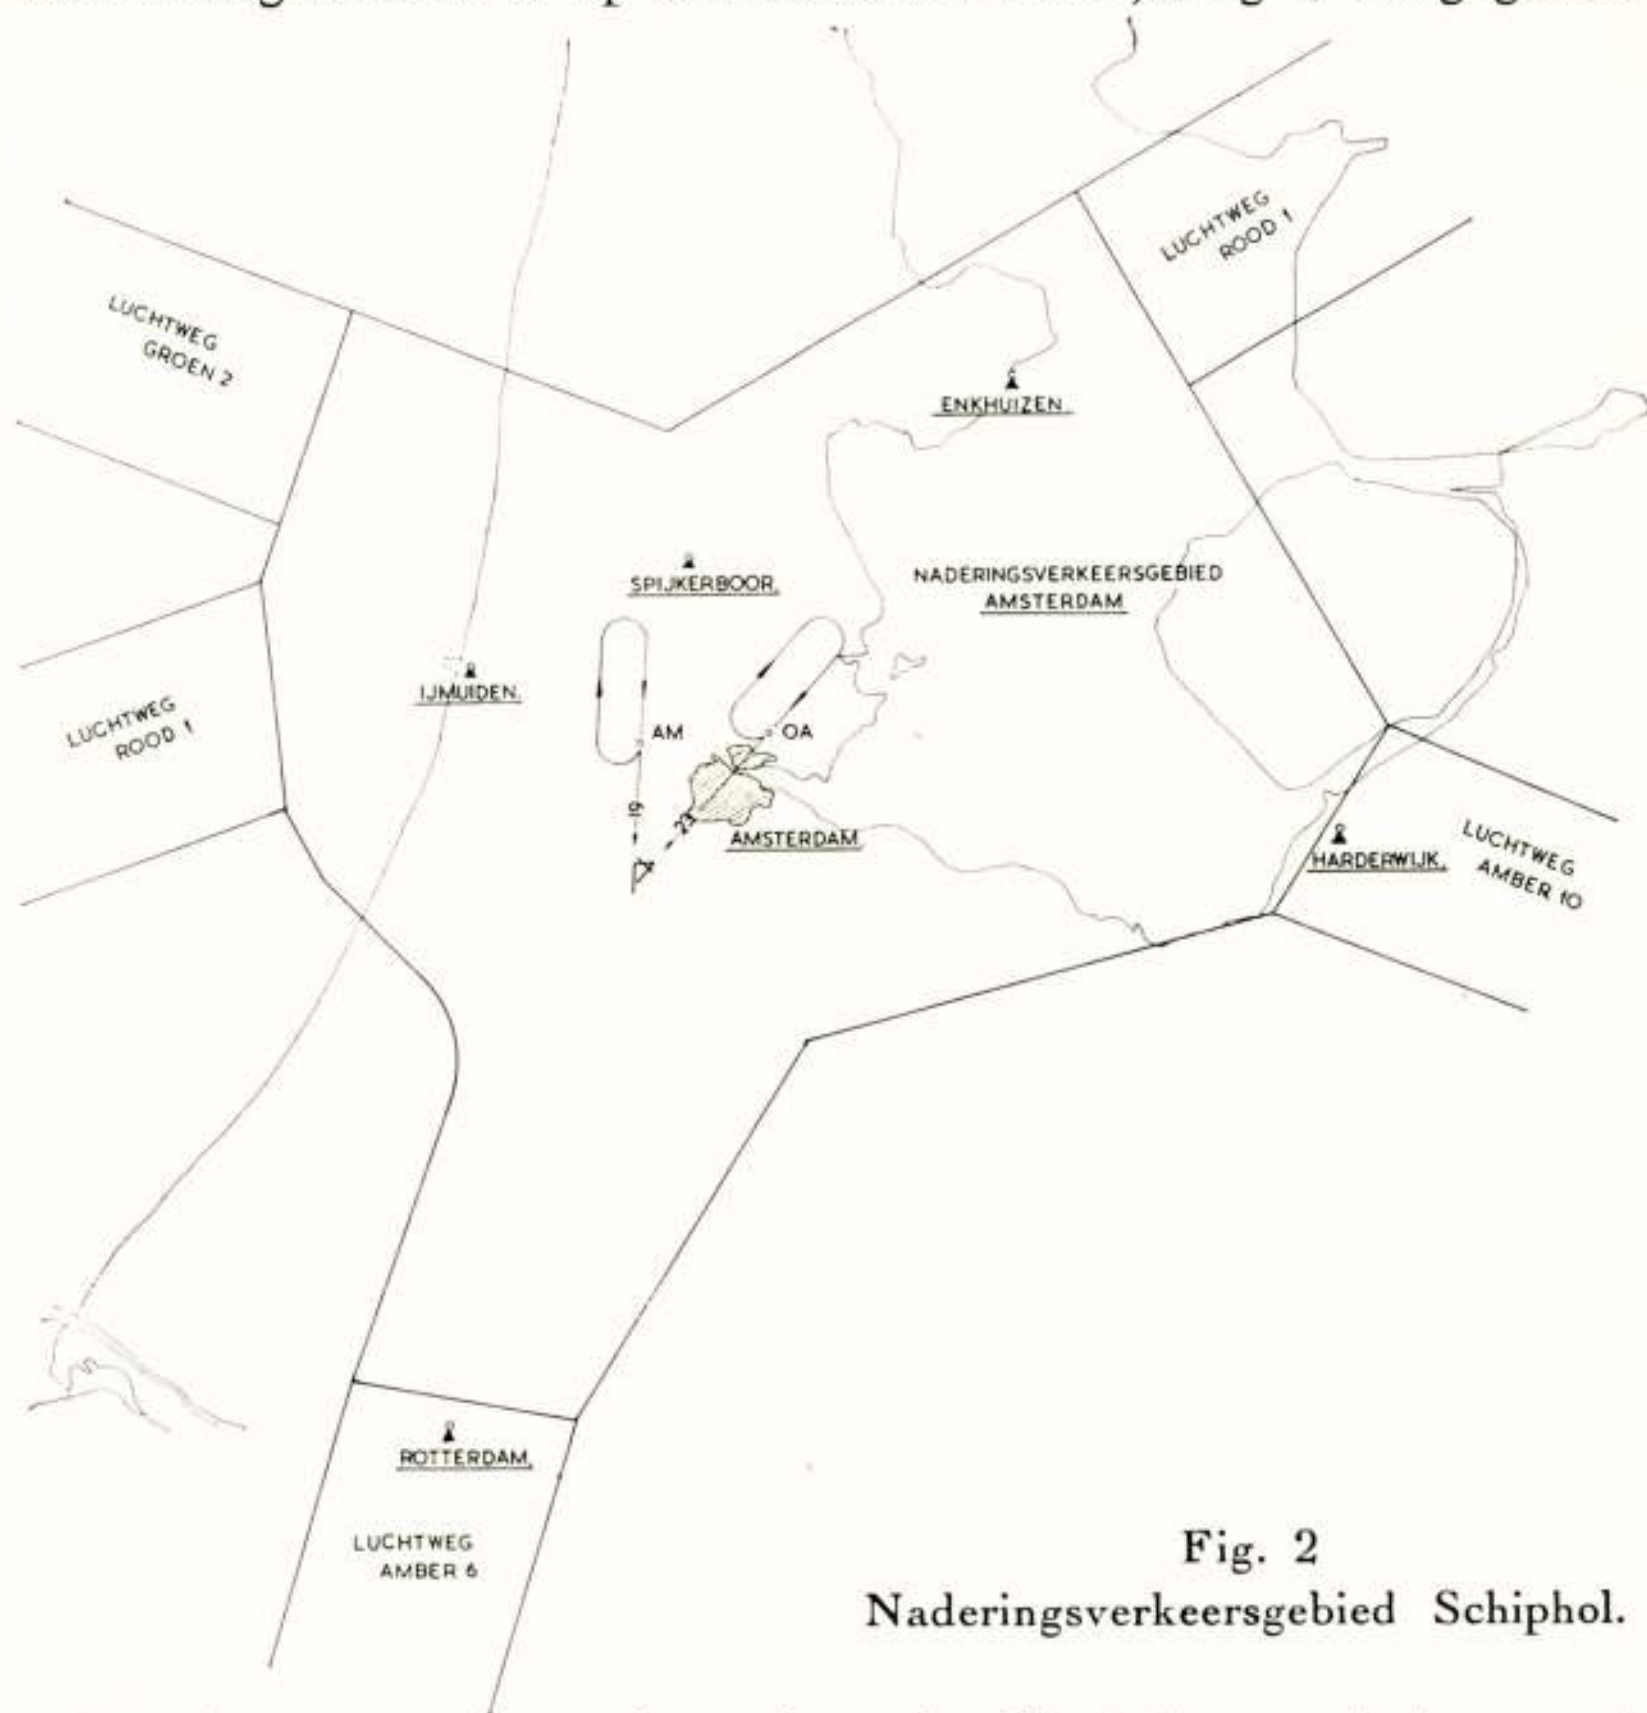 LUCHTWEG
ROOD 1
LUCHTWEG
GROEN 2
ENKHUIZEN.
SPIJKERBOOR.
NADERINGSVERKEERSGEBIED
AMSTERDAM
IJMUIDEN.
LUCHTWEG
ROOD 1
AM
OA
19
23
AMSTERDAM
HARDERWIJK.
LUCHTWEG
AMBER 10
ROTTERDAM.
LUCHTWEG
AMBER 6
Fig. 2
Naderingsverkeersgebied Schiphol.